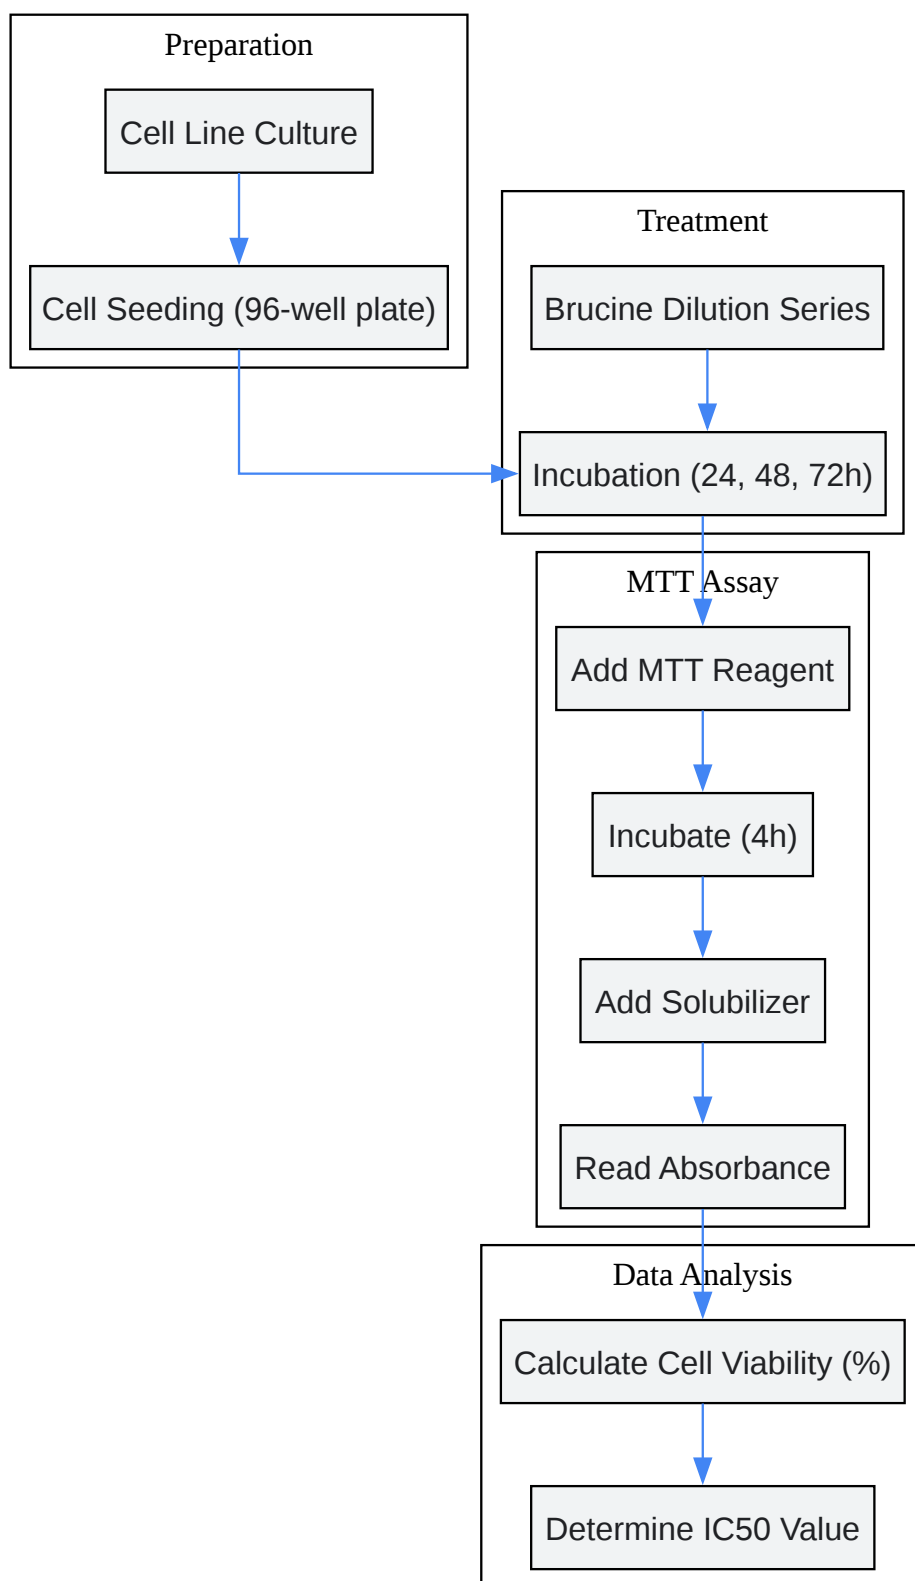 Preparation
Cell Line Culture
Cell Seeding (96-well plate)
Treatment
Brucine Dilution Series
Incubation (24, 48, 72h)
MTT Assay
Add MTT Reagent
Incubate (4h)
Add Solubilizer
Read Absorbance
Data Analysis
Calculate Cell Viability (%)
Determine IC50 Value